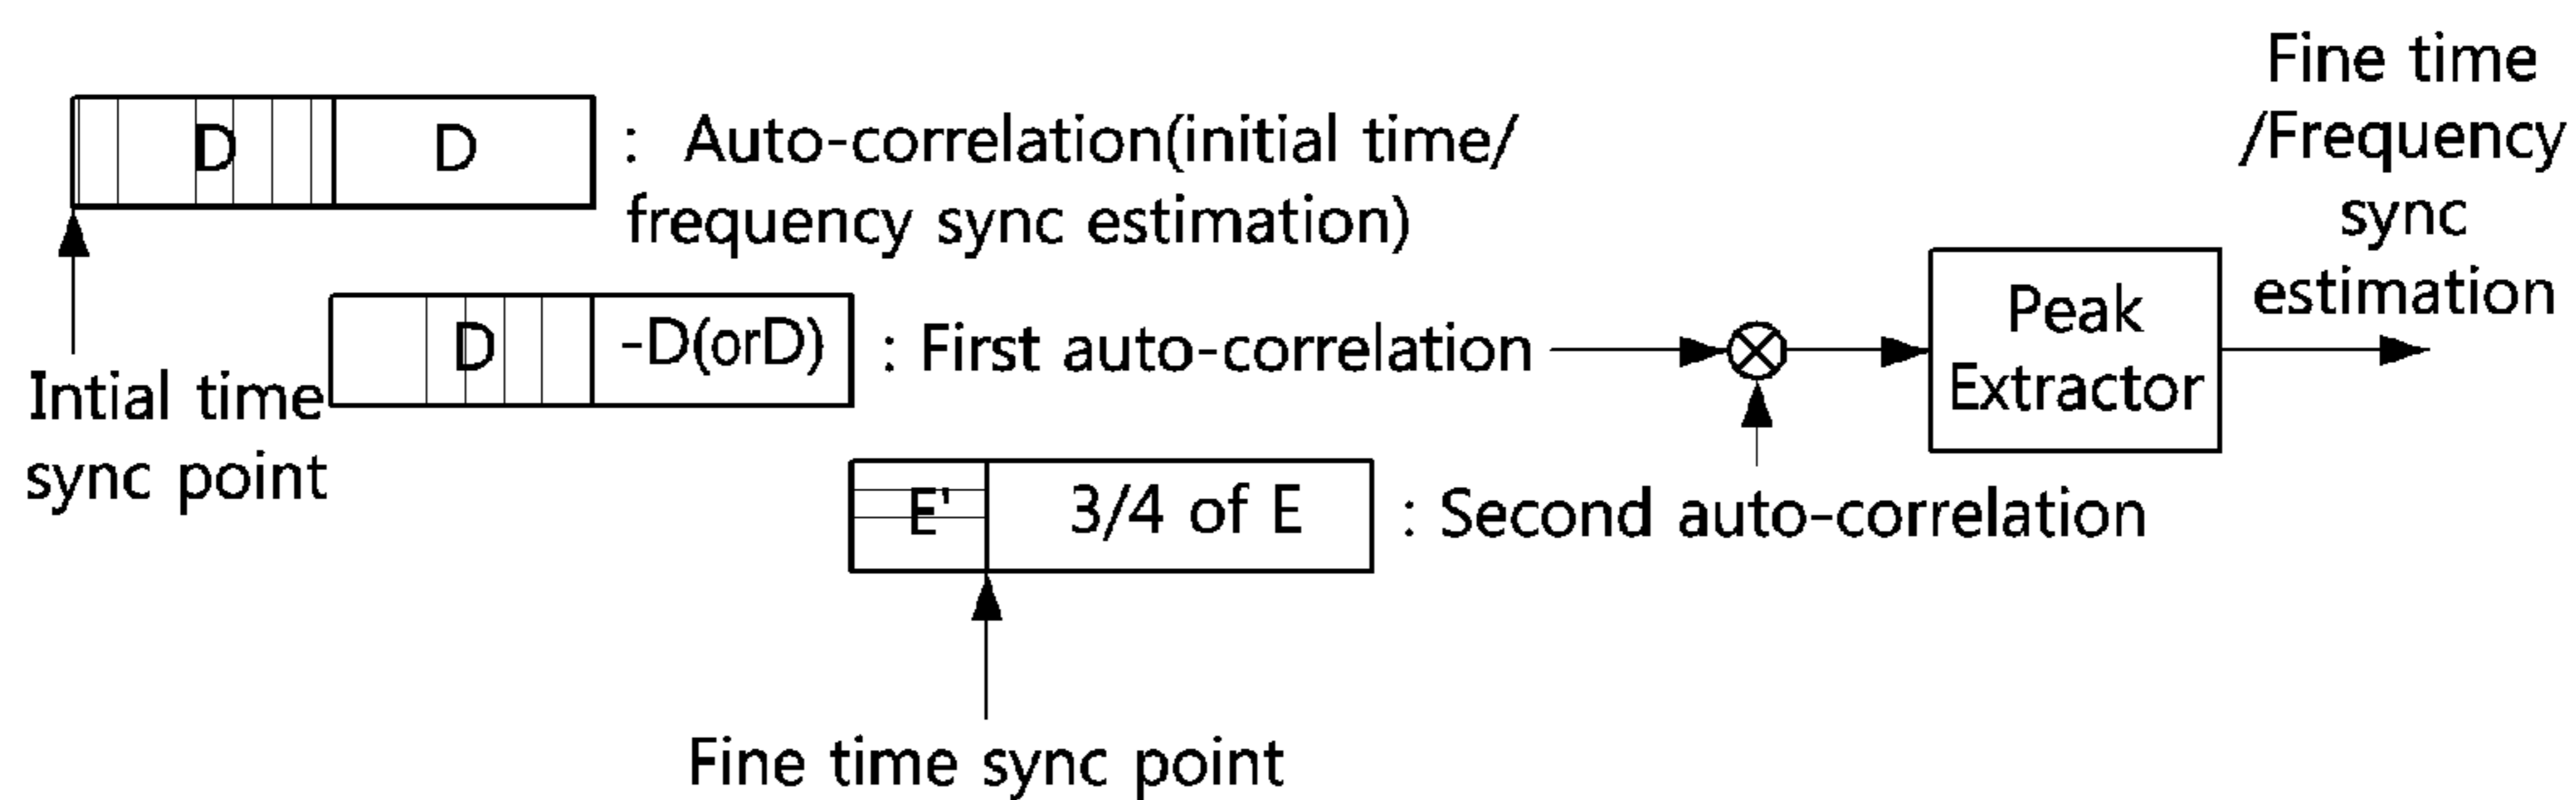 D D : Auto-correlation(initial time/
frequency sync estimation)
Intial time
sync point
D -D(orD) : First auto-correlation
E' 3/4 of E : Second auto-correlation
Fine time sync point
Peak
Extractor
Fine time
/Frequency
sync
estimation